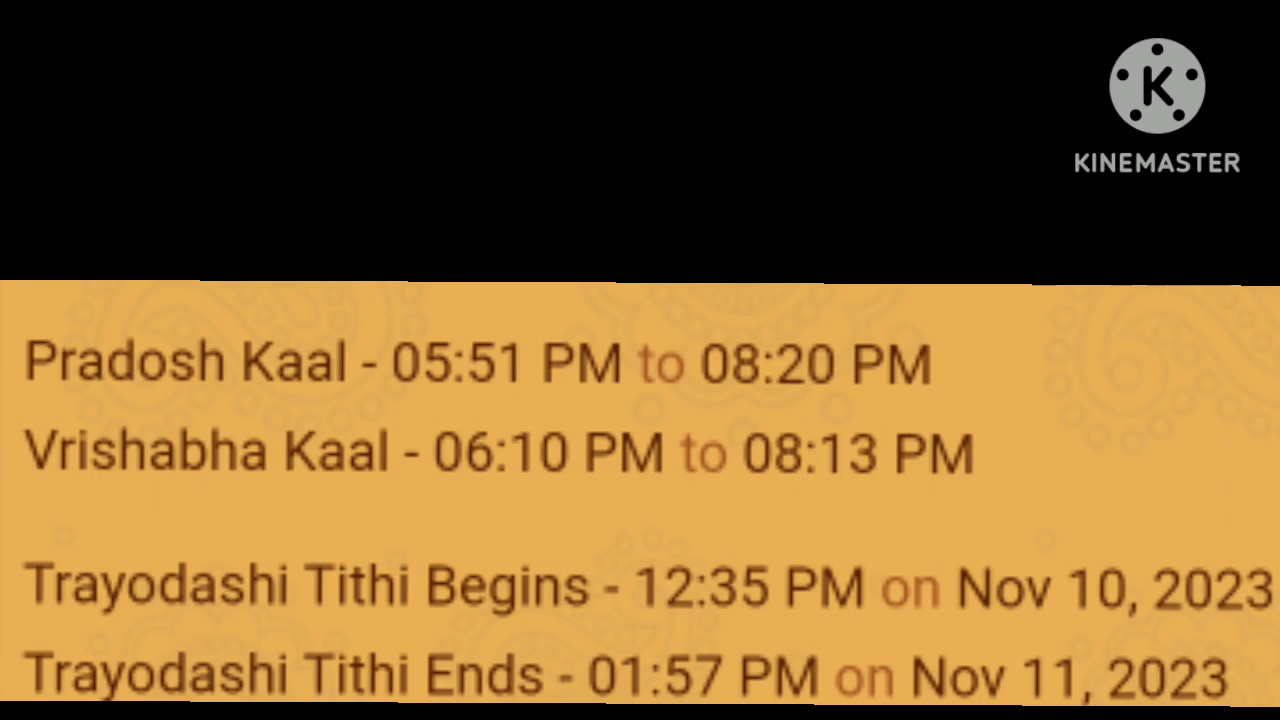 K
KINEMASTER
Pradosh Kaal - 05:51 PM to 08:20 PM
Vrishabha Kaal - 06:10 PM to 08:13 PM
Trayodashi Tithi Begins - 12:35 PM on Nov 10, 2023
Trayodashi Tithi Ends - 01:57 PM on Nov 11, 2023